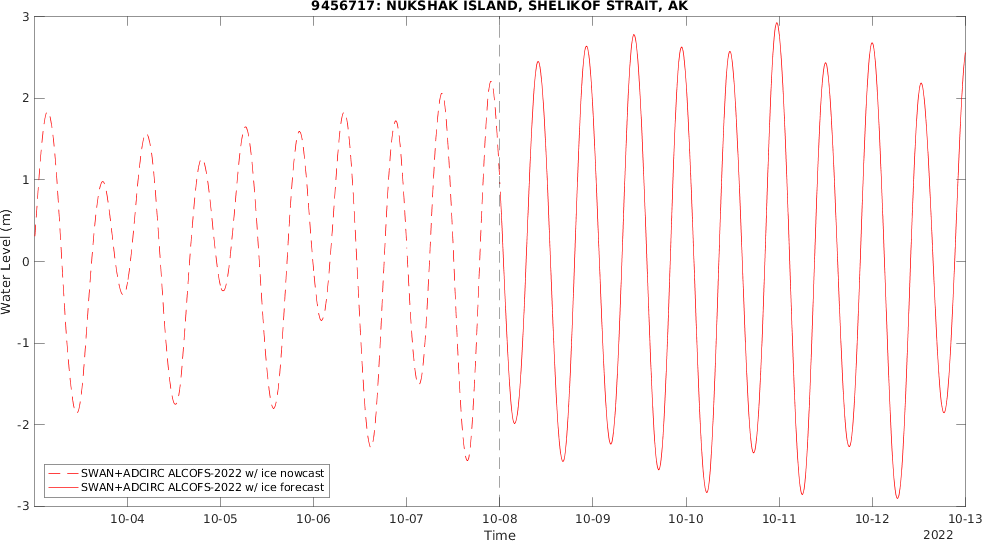 9456717: NUKSHAK ISLAND, SHELIKOF STRAIT, AK
3
2
1
0
-1
-2
-3
Water Level (m)
SWAN+ADCIRC ALCOFS-2022 w/ ice nowcast
SWAN+ADCIRC ALCOFS-2022 w/ ice forecast
10-04 10-05 10-06 10-07 10-08 10-09 10-10 10-11 10-12 10-13
Time
2022